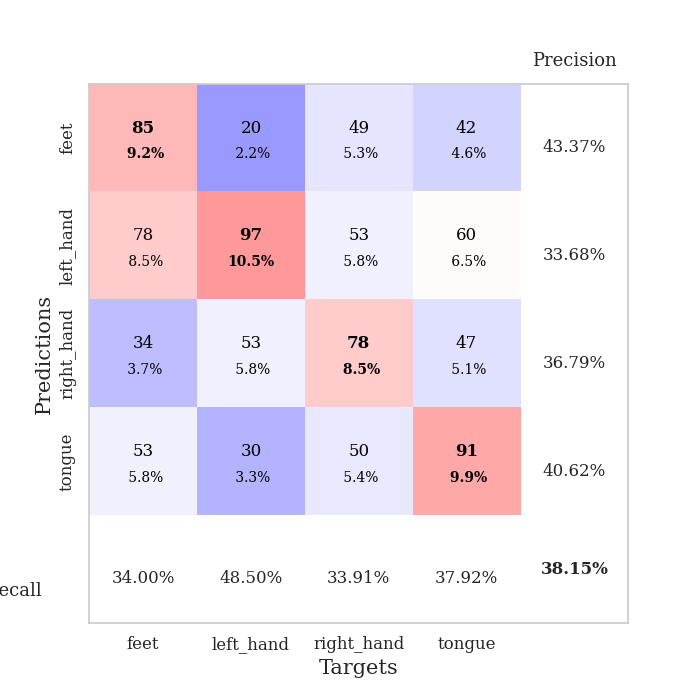 Precision
feet
85 20 49 42
9.2% 2.2% 5.3% 4.6%
43.37%
left_hand
78 97 53 60
8.5% 10.5% 5.8% 6.5%
33.68%
Predictions
right_hand
34 53 78 47
3.7% 5.8% 8.5% 5.1%
36.79%
tongue
53 30 50 91
5.8% 3.3% 5.4% 9.9%
40.62%
ecall
34.00% 48.50% 33.91% 37.92% 38.15%
feet left_hand right_hand tongue
Targets